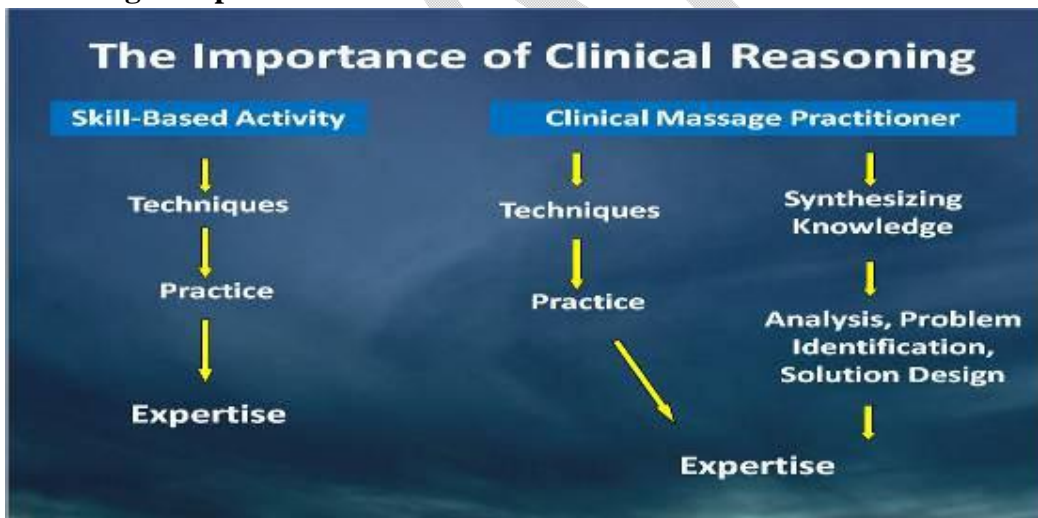 The Importance of Clinical Reasoning
Skill-Based Activity
Techniques
Practice
Expertise
Clinical Massage Practitioner
Techniques
Practice
Synthesizing
Knowledge
Analysis, Problem
Identification,
Solution Design
Expertise